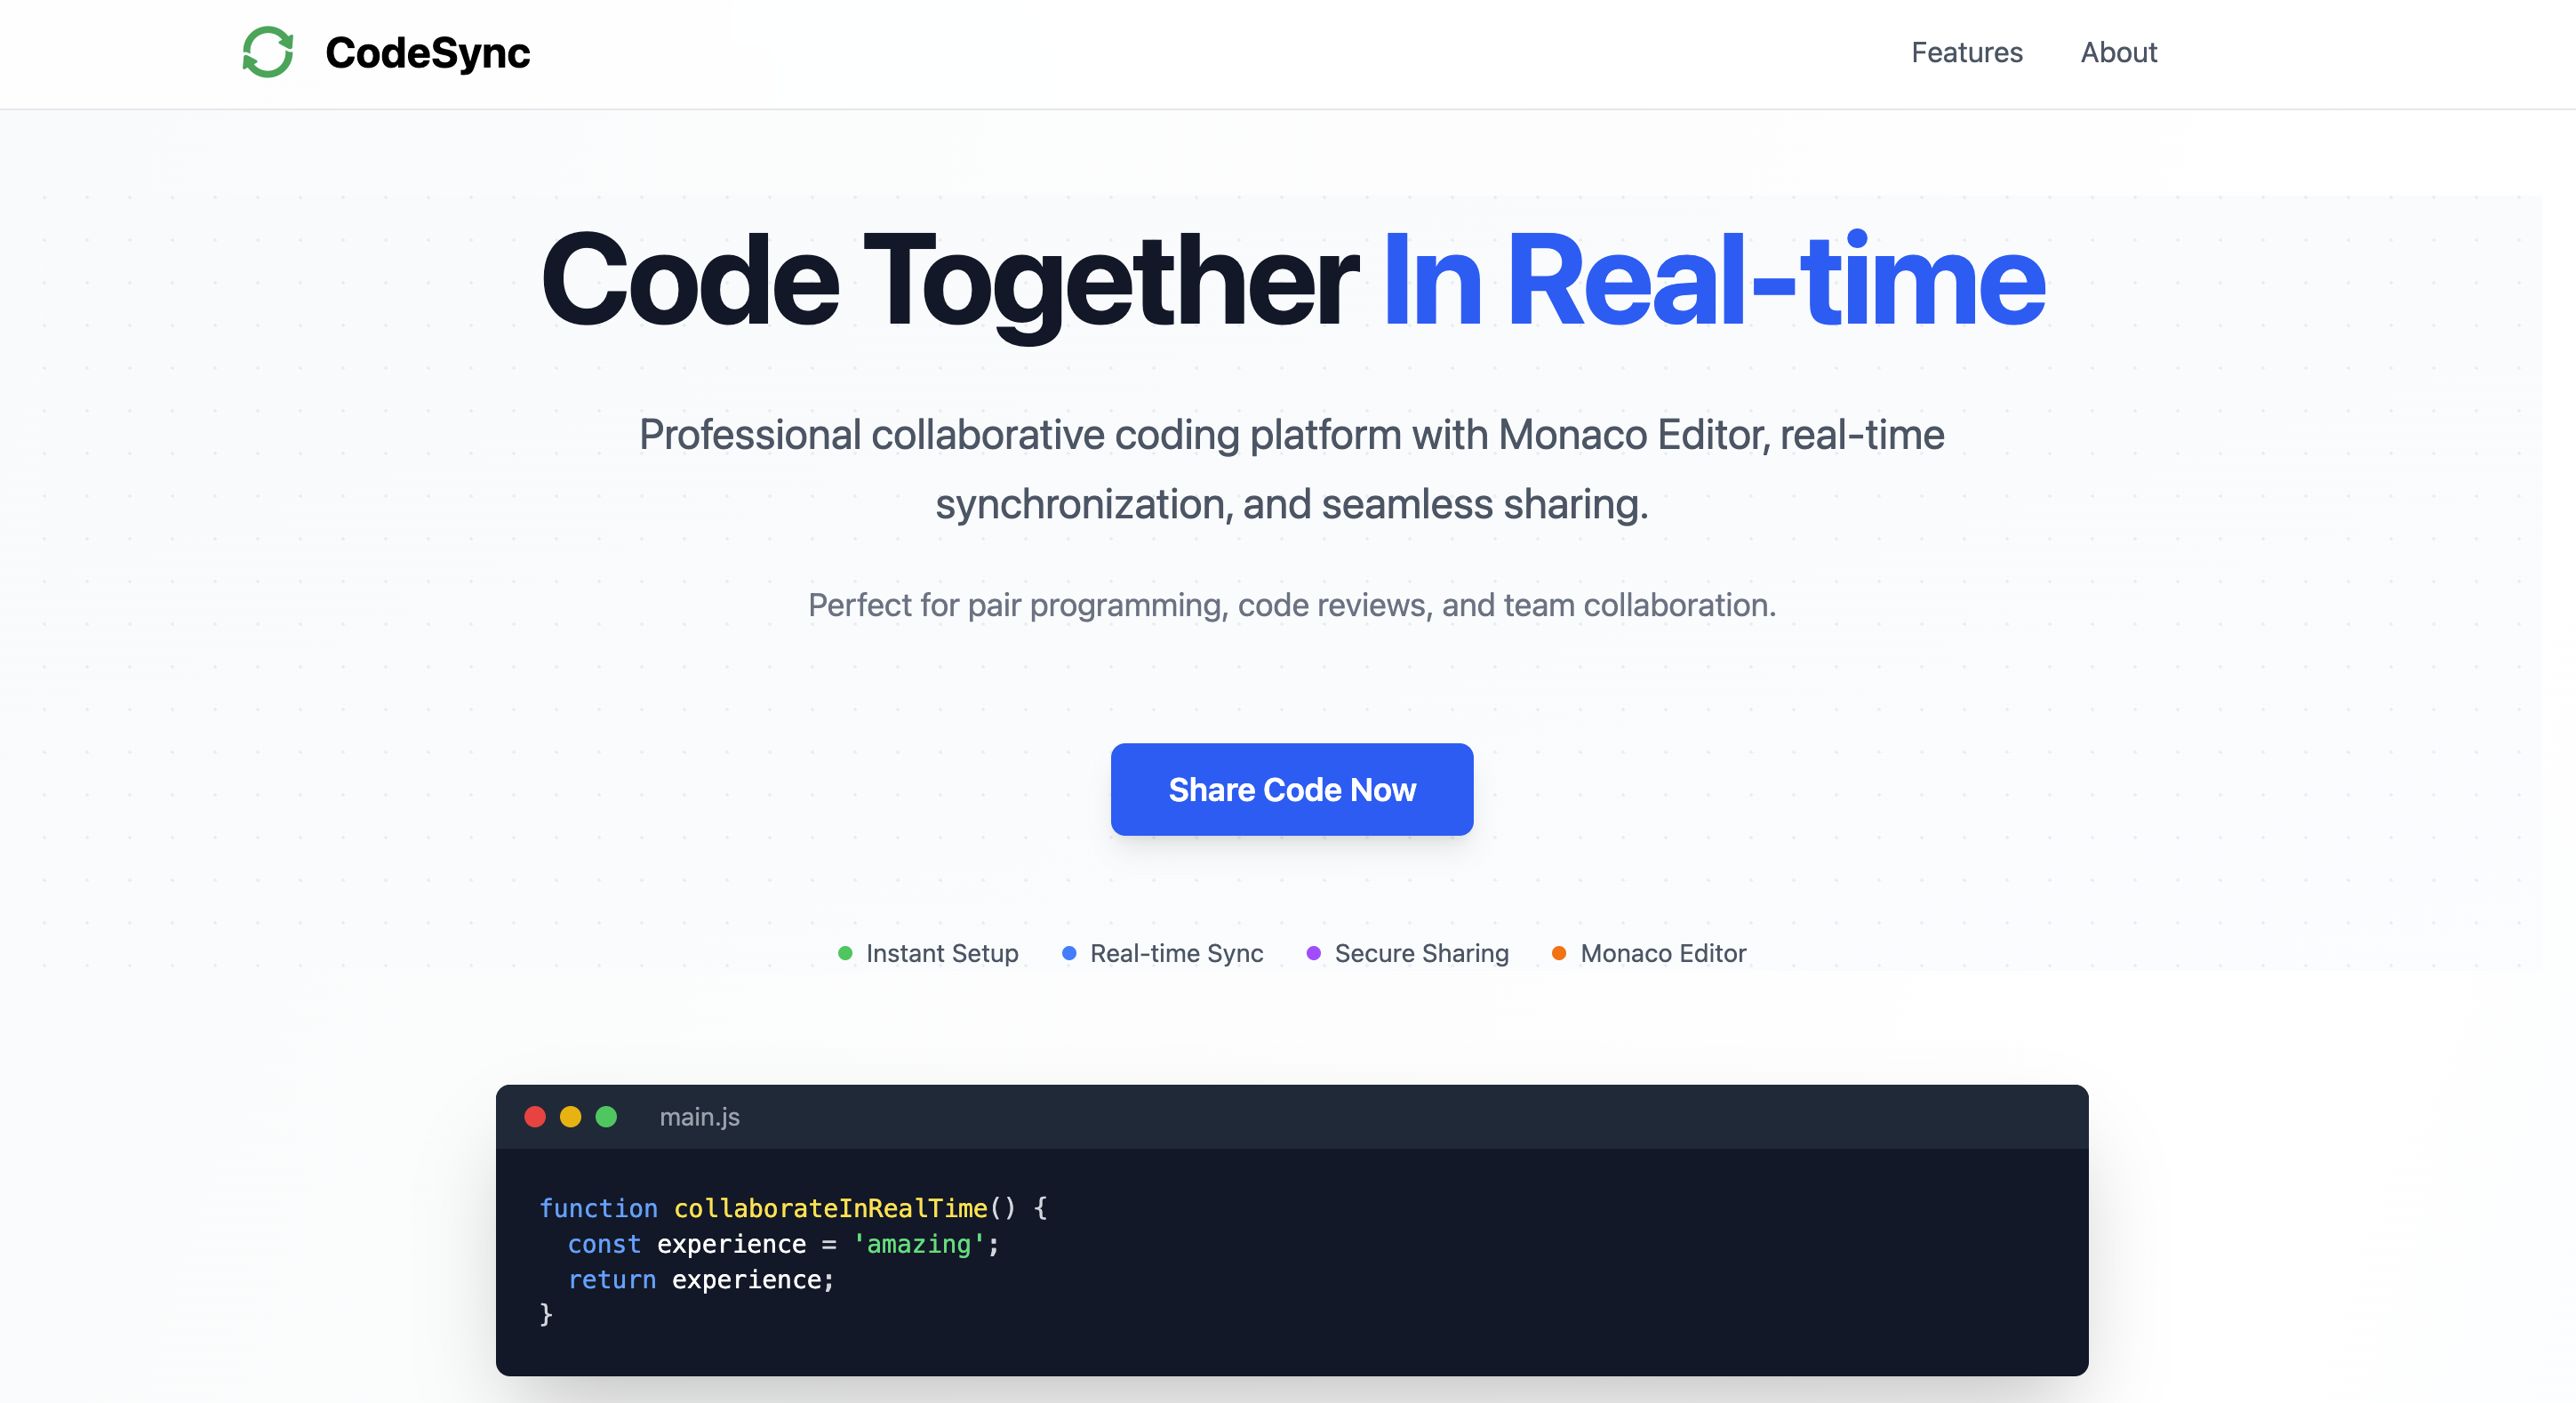 CodeSync
Features
About
Code Together In Real-time
Professional collaborative coding platform with Monaco Editor, real-time
synchronization, and seamless sharing.
Perfect for pair programming, code reviews, and team collaboration.
Share Code Now
Instant Setup
Real-time Sync
Secure Sharing
Monaco Editor
main.js
function collaborateInRealTime() {
  const experience = 'amazing';
  return experience;
}